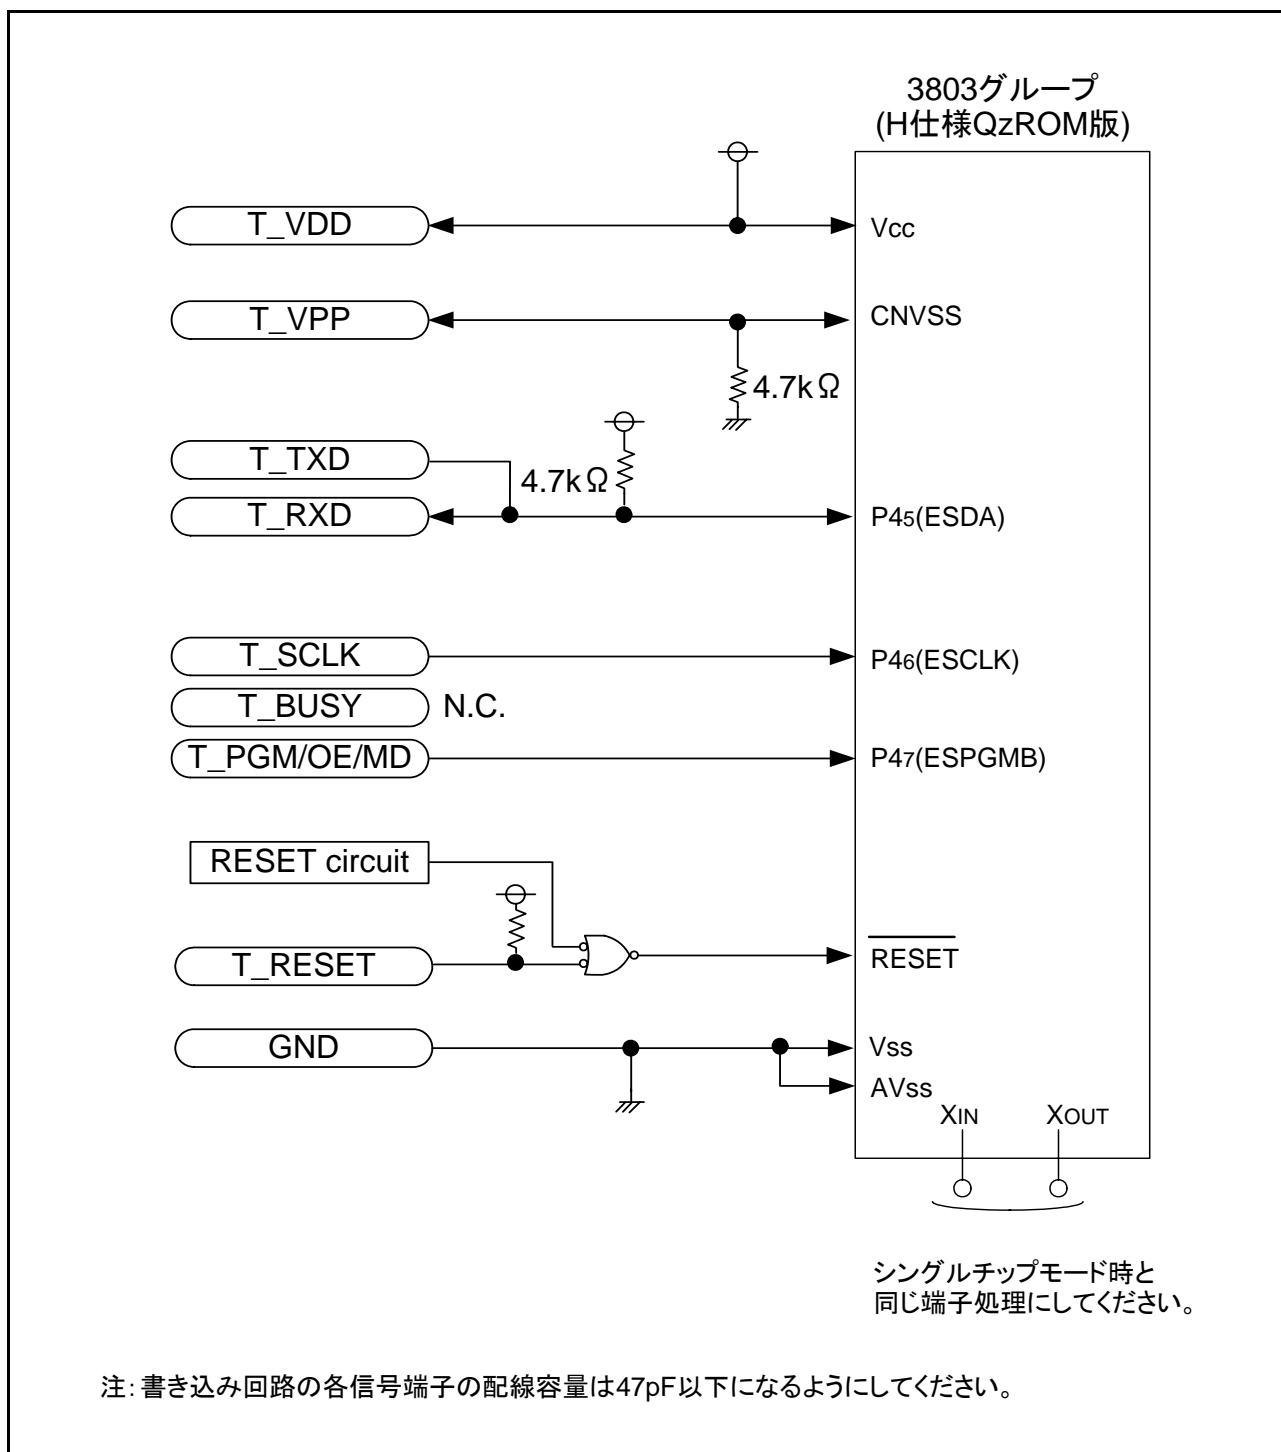 3803グループ
(H仕様QzROM版)
T_VDD
Vcc
T_VPP
CNVSS
4.7kΩ
T_TXD
4.7kΩ
T_RXD
P45(ESDA)
T_SCLK
P46(ESCLK)
T_BUSY
N.C.
T_PGM/OE/MD
P47(ESPGMB)
RESET circuit
T_RESET
RESET
GND
Vss
AVss
XIN
XOUT
シングルチップモード時と
同じ端子処理にしてください。
注: 書き込み回路の各信号端子の配線容量は47pF以下になるようにしてください。